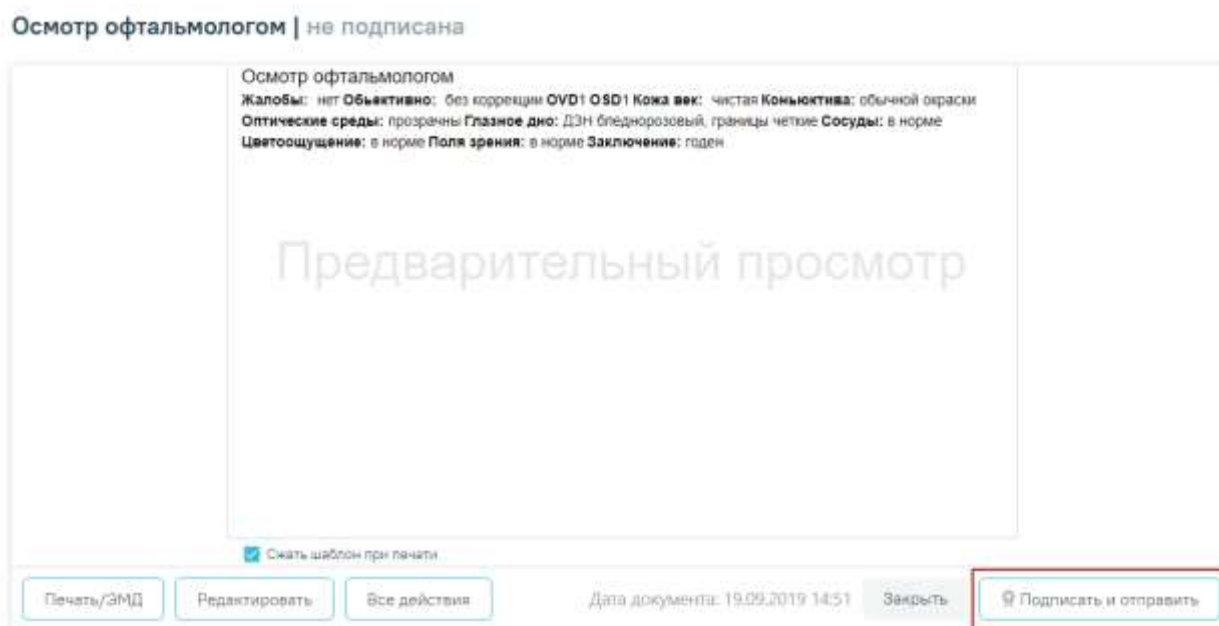 Осмотр офтальмологом | не подписана
Осмотр офтальмологом
Жалобы: нет Обьективно: без коррекции OVD1 OSD1 Кожа век: чистая Коньюктива: обычной окраски
Оптические среды: прозрачны Глазное дно: ДЗН бледнорозовый, границы четкие Сосуды: в норме
Цветоощущение: в норме Поля зрения: в норме Заключение: годен
Предварительный просмотр
Сжать шаблон при печати
Печать/ЭМД Редактировать Все действия Дата документа: 19.09.2019 14:51 Закрыть Подписать и отправить